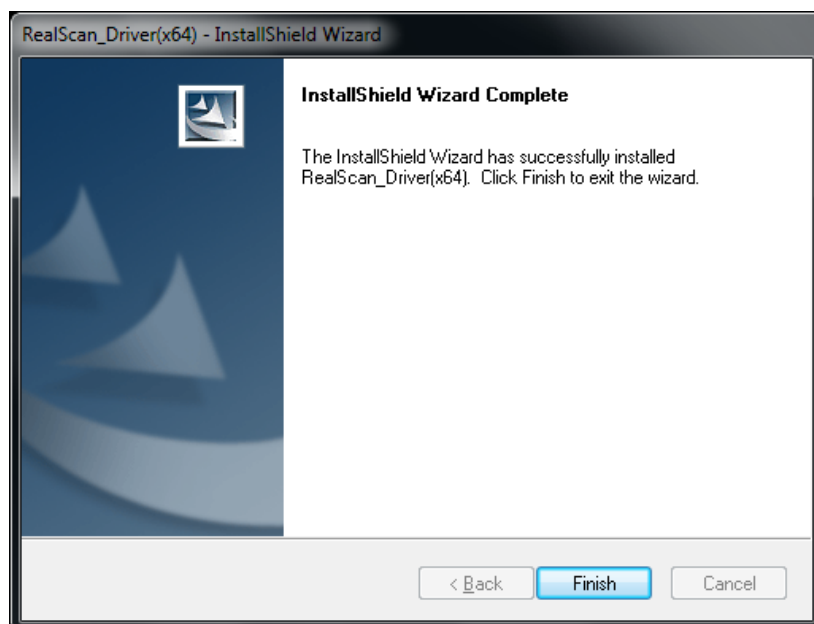 RealScan_Driver(x64) - InstallShield Wizard
InstallShield Wizard Complete
The InstallShield Wizard has successfully installed
RealScan_Driver(x64).  Click Finish to exit the wizard.
< Back
Finish
Cancel